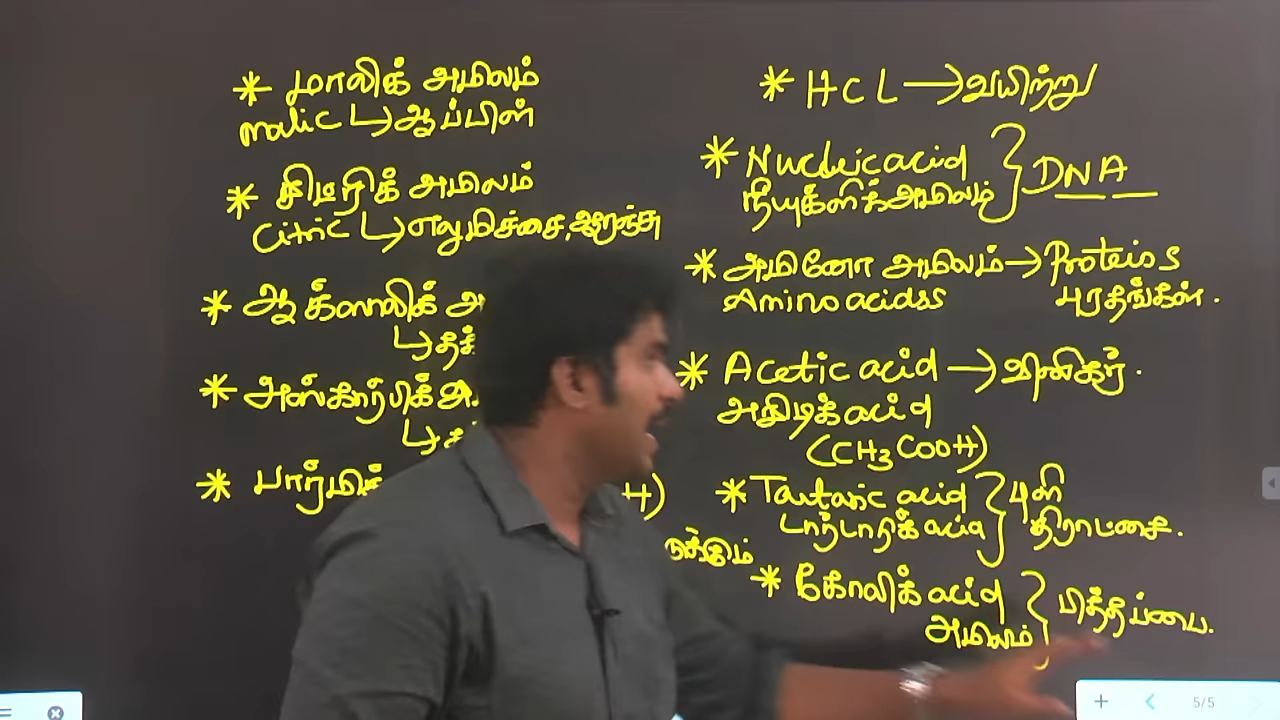 * மாலிக் அமிலம்
malic ↳ ஆப்பிள்
* சிட்ரிக் அமிலம்
Citric ↳ எலுமிச்சை, ஆரஞ்சு
* ஆக்ஸாலிக் அ
↳ தக்
* அஸ்கார்பிக் அ
↳
* பார்மிக் H)
டுக்கும்
* HCL → வயிற்று
* Nucleic acid } DNA
நீயுக்ளிக் அமிலம்
* அமினோ அமிலம் → Proteins
Amino acids புரதங்கள்.
* Acetic acid → வினிகர்.
அசிடிக் acid
(CH3COOH)
* Tartaric acid } புளி
டார்டாரிக் acid திராட்சை.
* கோலிக் acid } பித்தப்பை.
அமிலம்
5/5